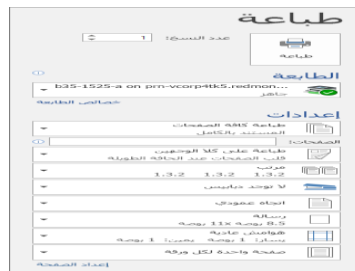 طباعة
عدد النسخ: 1
طباعة
الطابعة
b35-1525-a on prn-vcorp4tk5.redmon...
جاهز
خصائص الطابعة
إعدادات
طباعة كافة الصفحات
المستند بالكامل
الصفحات:
طباعة على كلا الوجهين
قلب الصفحات عند الحافة الطويلة
مرتب
1،3،2 1،3،2 1،3،2
لا توجد دبابيس
اتجاه عمودي
رسالة
8.5 بوصة x11 بوصة
هوامش عادية
يسار: 1 بوصة يمين: 1 بوصة
صفحة واحدة لكل ورقة
إعداد الصفحة